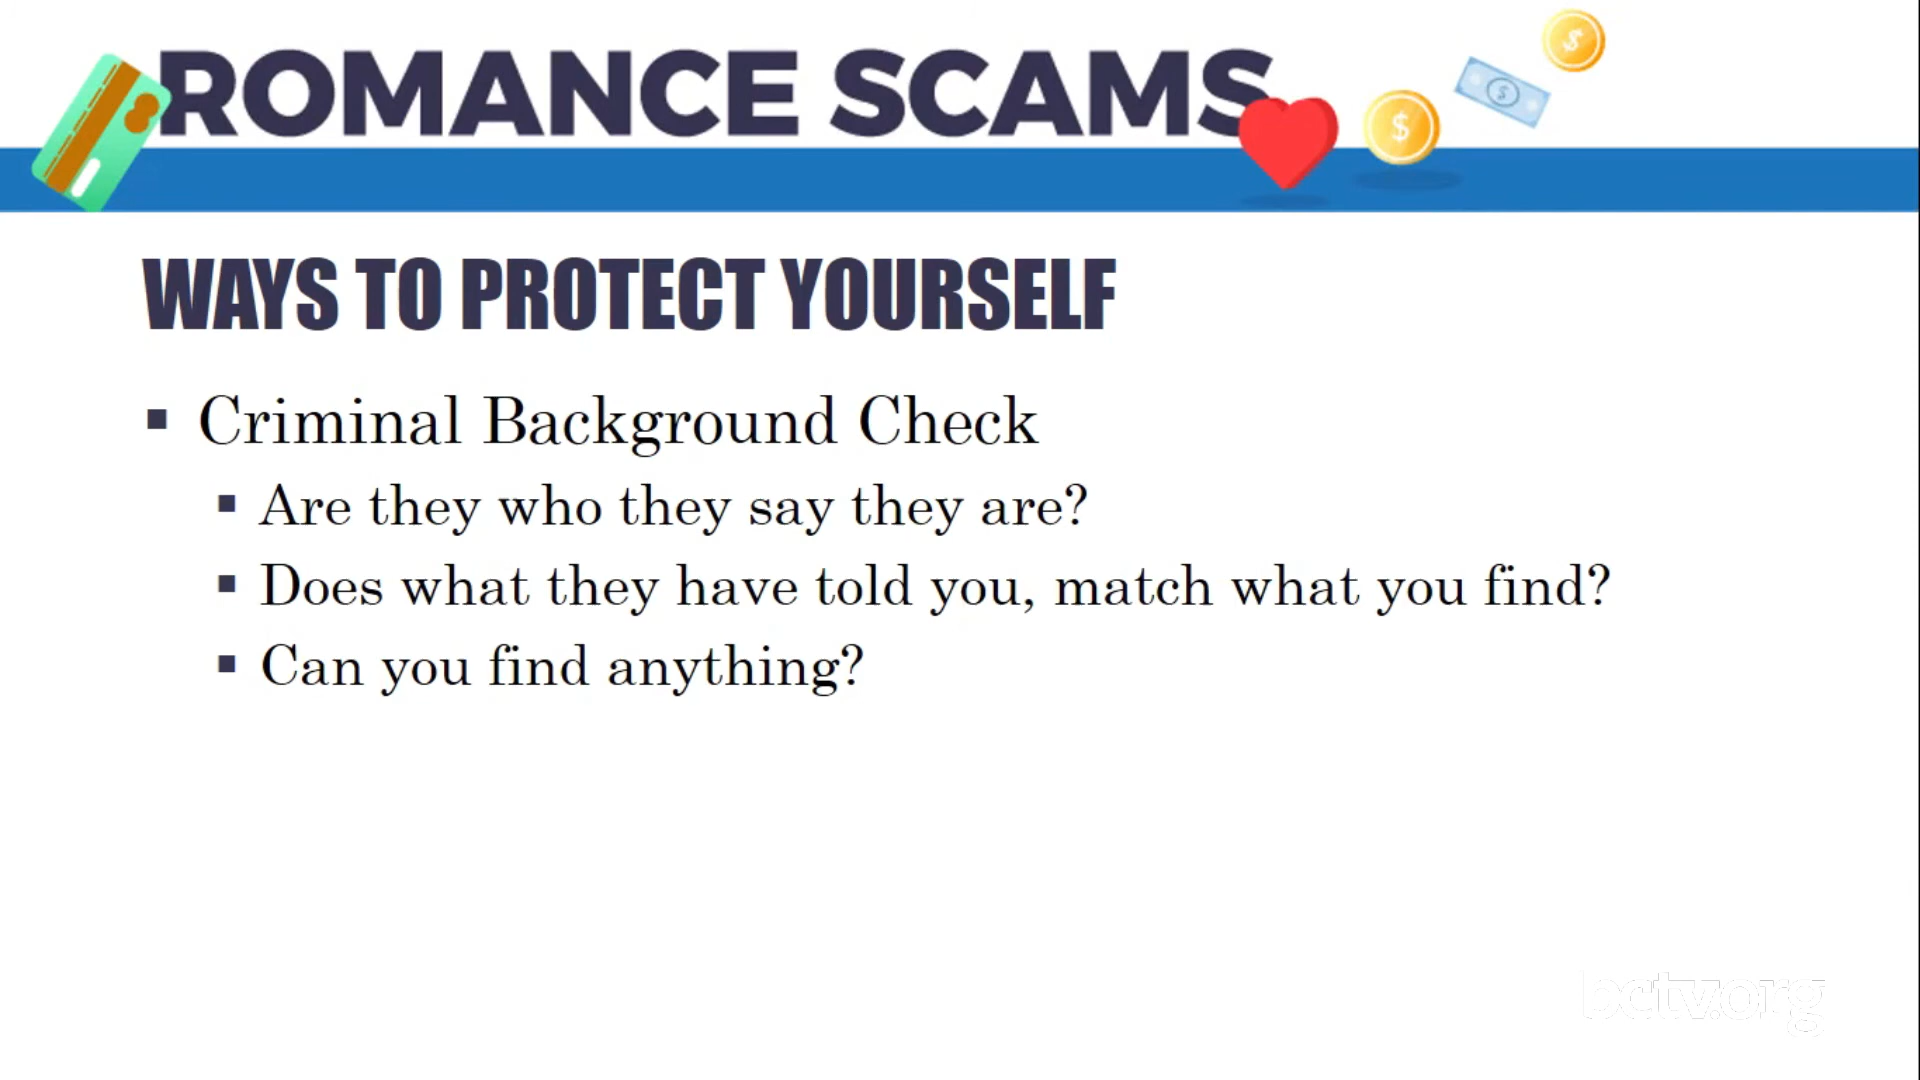 ROMANCE SCAMS
WAYS TO PROTECT YOURSELF
▪ Criminal Background Check
▪ Are they who they say they are?
▪ Does what they have told you, match what you find?
▪ Can you find anything?
bctv.org